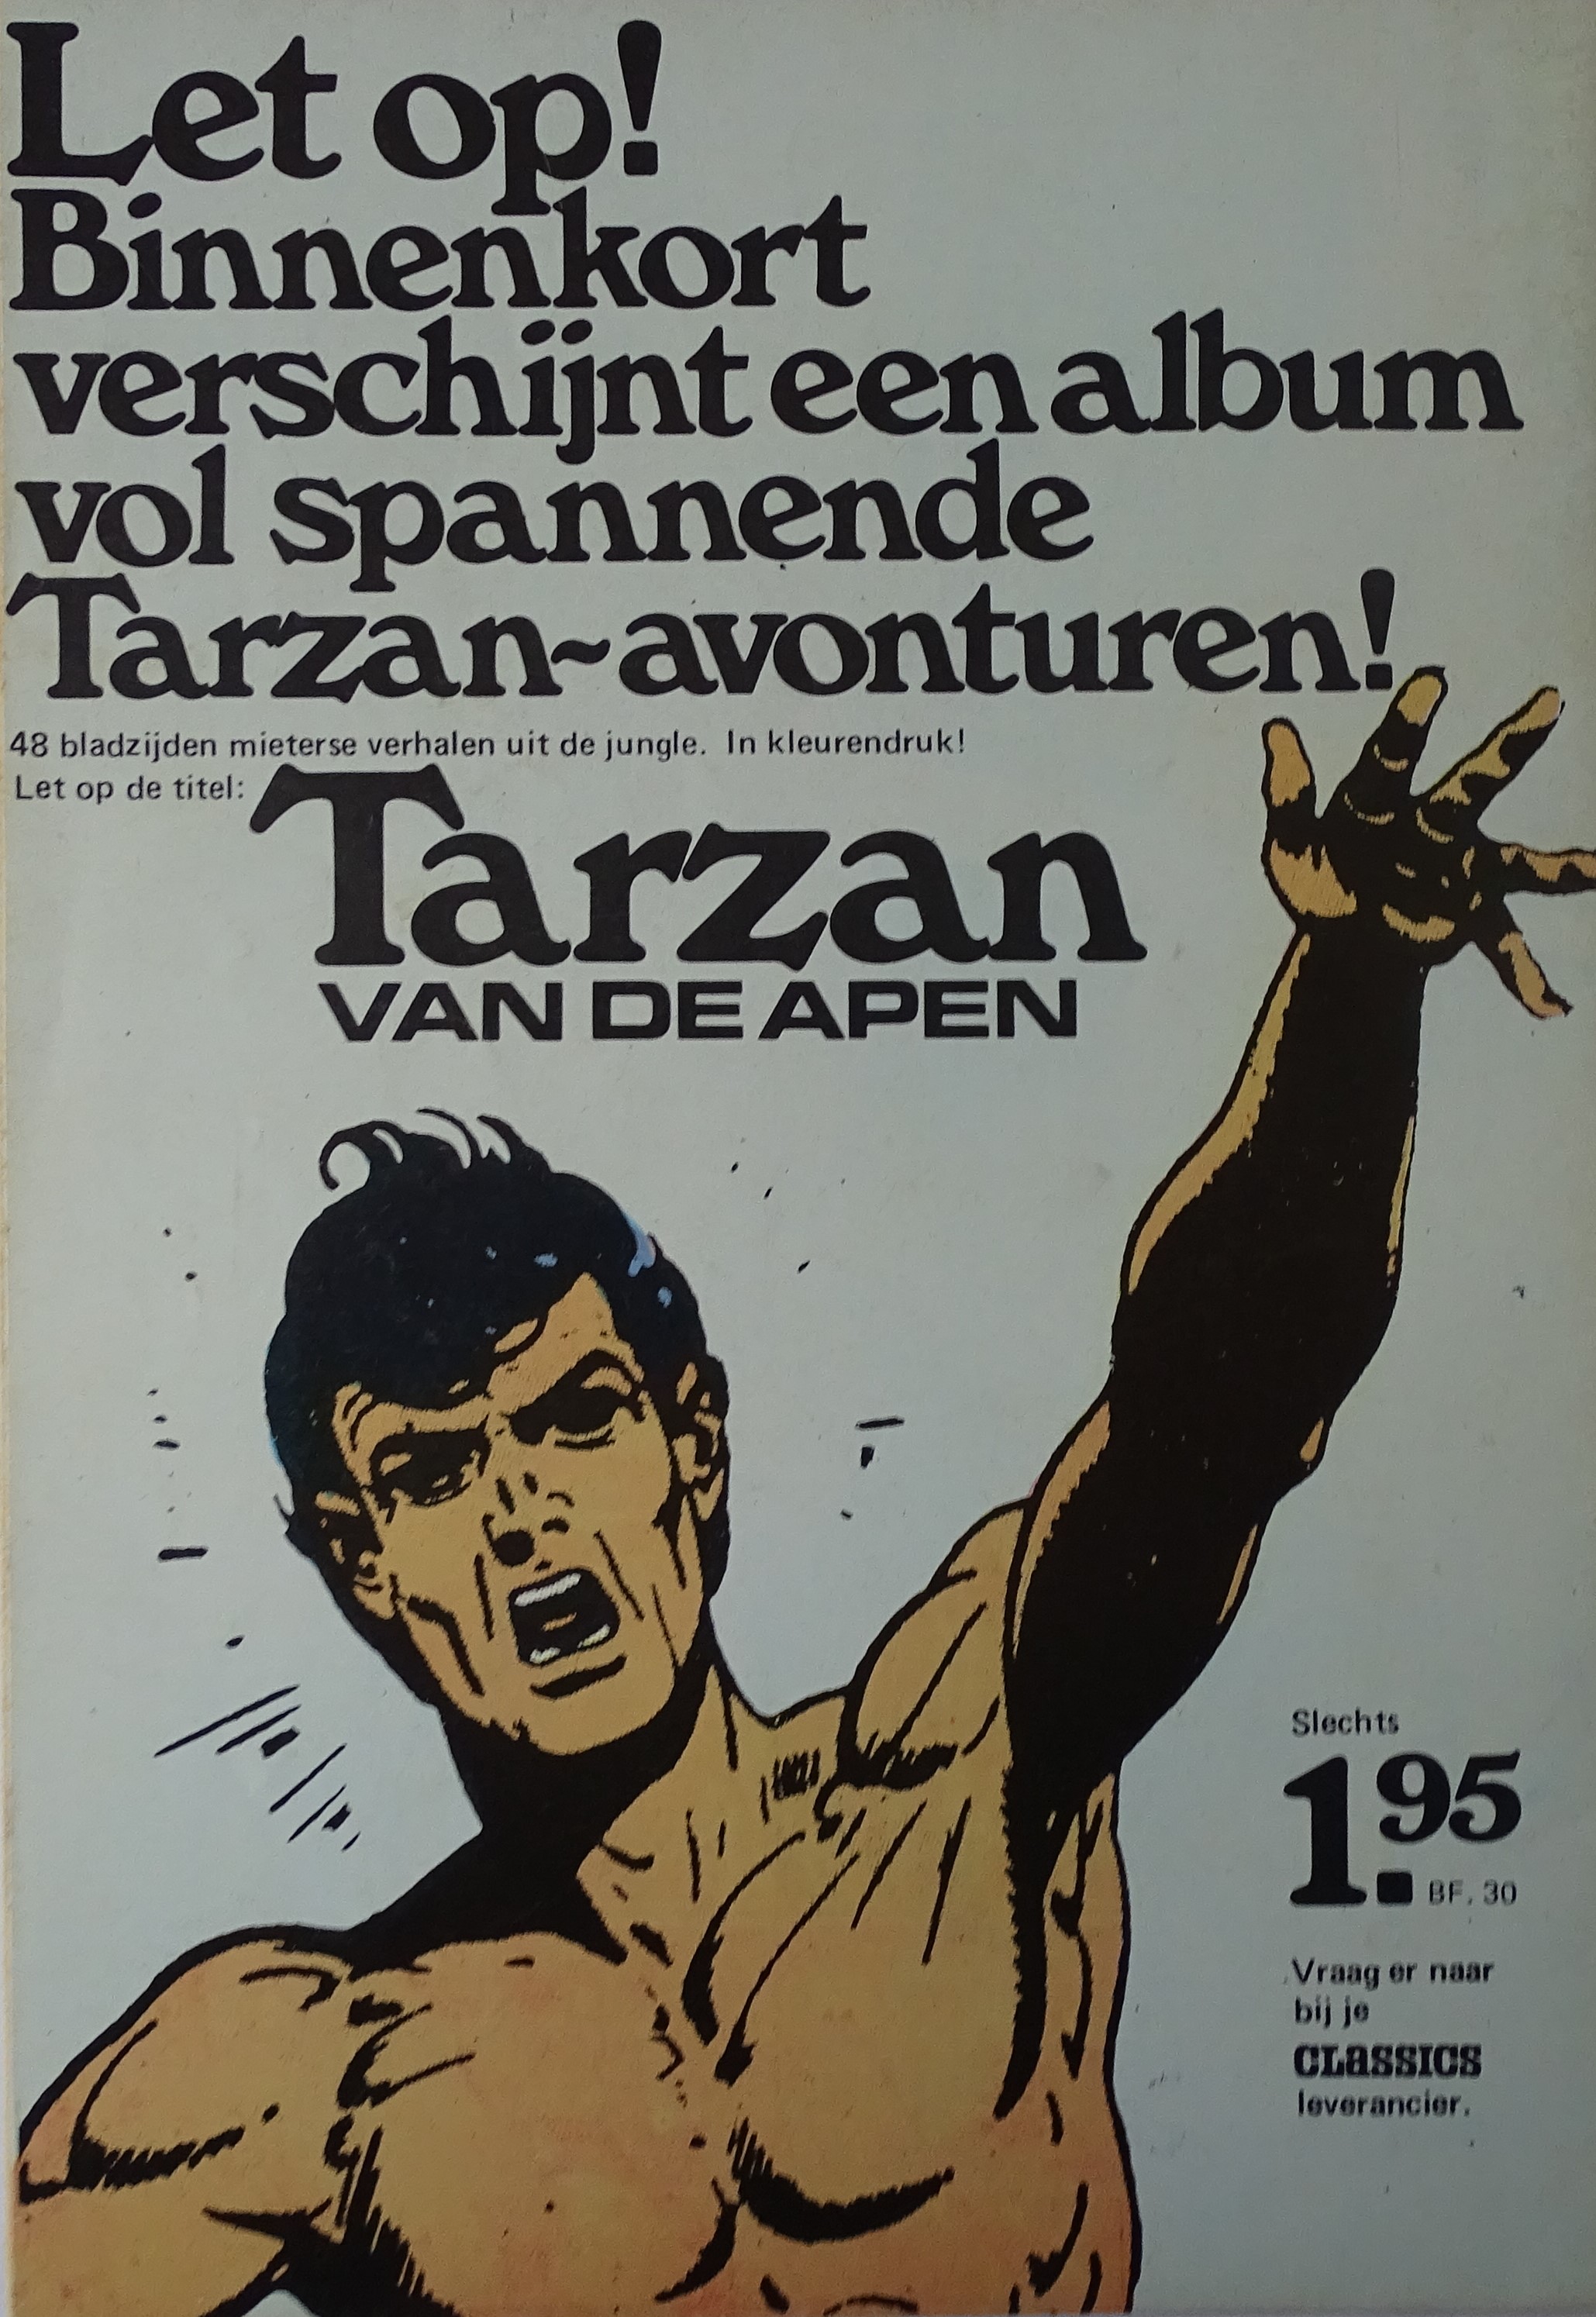 Let op!
Binnenkort
verschijnt een album
vol spannende
Tarzan-avonturen!
48 bladzijden mieterse verhalen uit de jungle. In kleurendruk!
Let op de titel:
Tarzan
VAN DE APEN
Slechts
1.95
BF. 30
Vraag er naar
bij je
CLASSICS
leverancier.